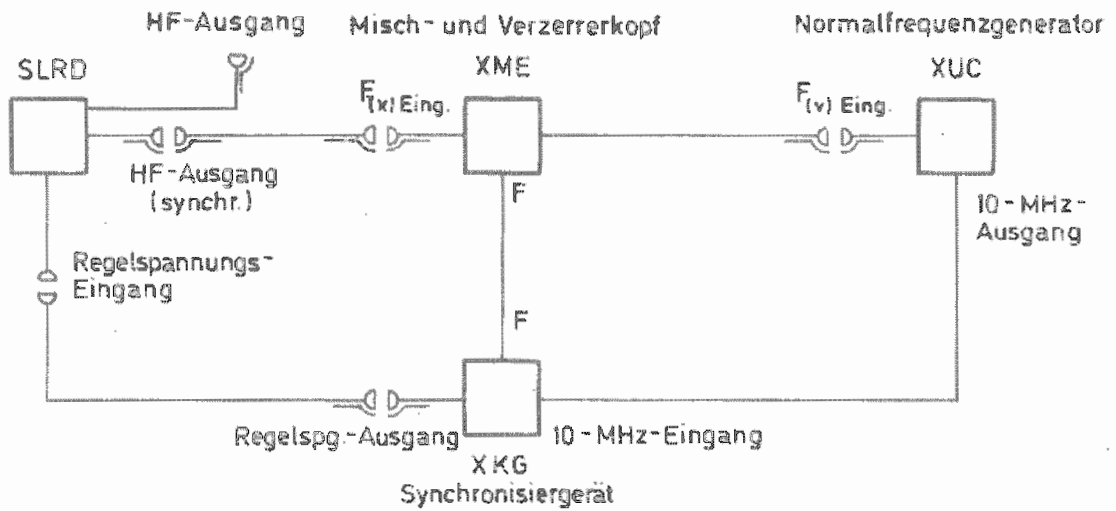 HF-Ausgang
Misch- und Verzerrerkopf
Normalfrequenzgenerator
SLRD
XME
XUC
F(x) Eing.
F(v) Eing.
HF-Ausgang
(synchr.)
F
10-MHz-
Ausgang
Regelspannungs-
Eingang
F
Regelspg.-Ausgang
10-MHz-Eingang
XKG
Synchronisiergerät